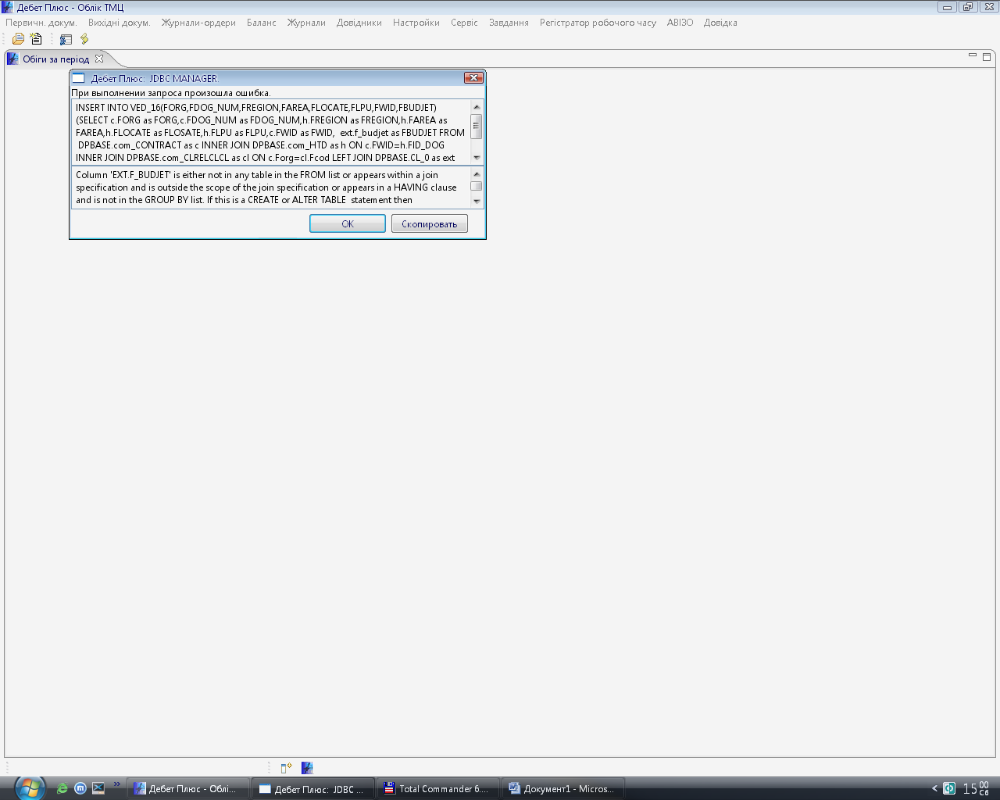 Дебет Плюс - Облік ТМЦ
Первичн. докум. Вихідні докум. Журнали-ордери Баланс Журнали Довідники Настройки Сервіс Завдання Регістратор робочого часу АВІЗО Довідка
Обіги за період
Дебет Плюс: JDBC MANAGER.
При выполнении запроса произошла ошибка.
INSERT INTO VED_16(FORG,FDOG_NUM,FREGION,FAREA,FLOCATE,FLPU,FWID,FBUDJET)
(SELECT c.FORG as FORG,c.FDOG_NUM as FDOG_NUM,h.FREGION as FREGION,h.FAREA as
FAREA,h.FLOCATE as FLOSATE,h.FLPU as FLPU,c.FWID as FWID, ext.f_budjet as FBUDJET FROM
DPBASE.com_CONTRACT as c INNER JOIN DPBASE.com_HTD as h ON c.FWID=h.FID_DOG
INNER JOIN DPBASE.com_CLRELCLCL as cl ON c.Forg=cl.Fcod LEFT JOIN DPBASE.CL_0 as ext
Column 'EXT.F_BUDJET' is either not in any table in the FROM list or appears within a join
specification and is outside the scope of the join specification or appears in a HAVING clause
and is not in the GROUP BY list. If this is a CREATE or ALTER TABLE statement then
OK Скопировать
Дебет Плюс - Облі... Дебет Плюс: JDBC ... Total Commander 6.... Документ1 - Micros... 15 00 Сб